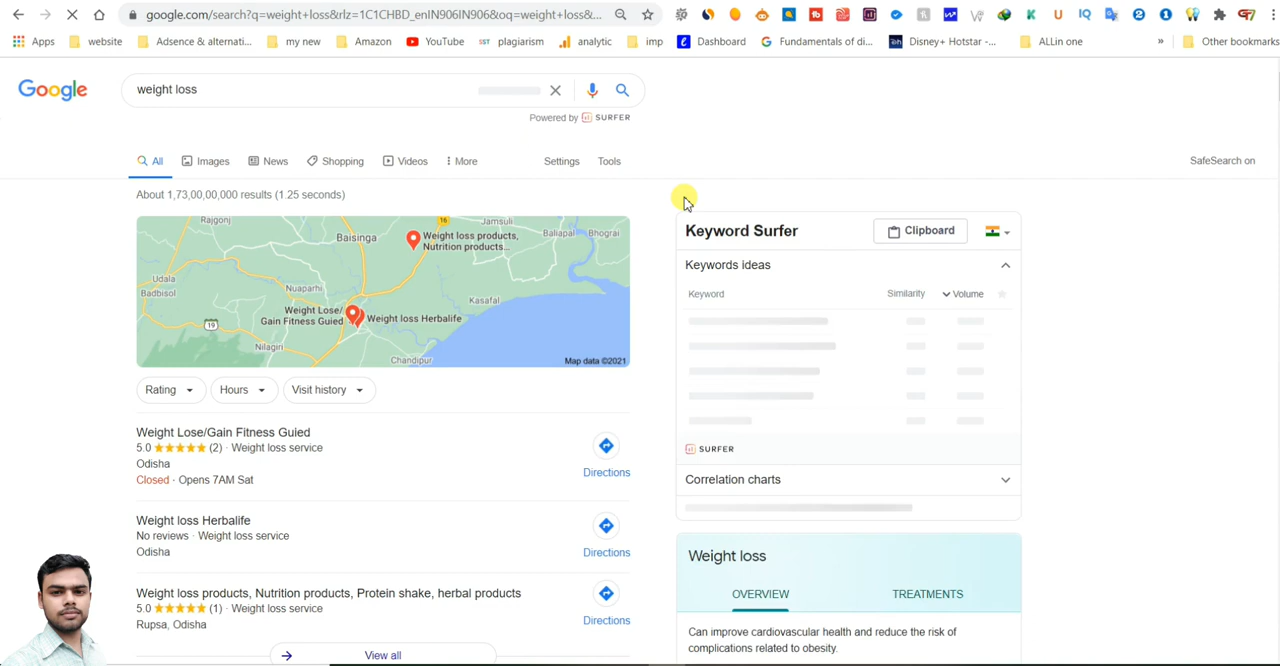 google.com/search?q=weight+loss&rlz=1C1CHBD_enIN906IN906&oq=weight+loss&...
Apps website Adsence & alternati... my new Amazon YouTube SST plagiarism analytic imp Dashboard Fundamentals of di... Disney+ Hotstar -... ALLin one » Other bookmarks
Google
weight loss
Powered by SURFER
All Images News Shopping Videos More Settings Tools SafeSearch on
About 1,73,00,00,000 results (1.25 seconds)
Rajgonj
16
Jamsuli
Baisinga
Weight loss products,
Nutrition products...
Baliapal
Bhograi
Udala
Badbisol
Nuaparhi
Kasafal
Weight Lose/
Gain Fitness Guied
Weight loss Herbalife
19
Nilagiri
Chandipur
Map data ©2021
Rating Hours Visit history
Weight Lose/Gain Fitness Guied
5.0 (2) · Weight loss service
Odisha
Closed · Opens 7AM Sat
Directions
Weight loss Herbalife
No reviews · Weight loss service
Odisha
Directions
Weight loss products, Nutrition products, Protein shake, herbal products
5.0 (1) · Weight loss service
Rupsa, Odisha
Directions
View all
Keyword Surfer Clipboard
Keywords ideas
Keyword Similarity Volume
SURFER
Correlation charts
Weight loss
OVERVIEW TREATMENTS
Can improve cardiovascular health and reduce the risk of
complications related to obesity.